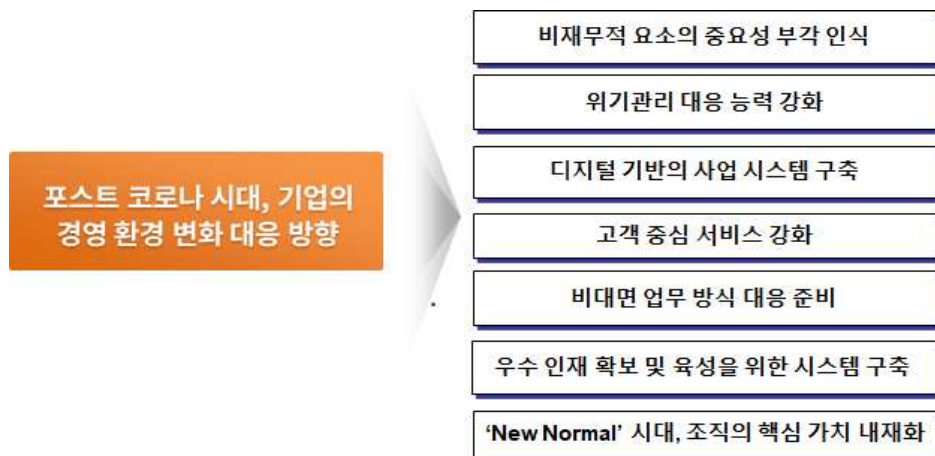 포스트 코로나 시대, 기업의
경영 환경 변화 대응 방향
비재무적 요소의 중요성 부각 인식
위기관리 대응 능력 강화
디지털 기반의 사업 시스템 구축
고객 중심 서비스 강화
비대면 업무 방식 대응 준비
우수 인재 확보 및 육성을 위한 시스템 구축
‘New Normal’ 시대, 조직의 핵심 가치 내재화